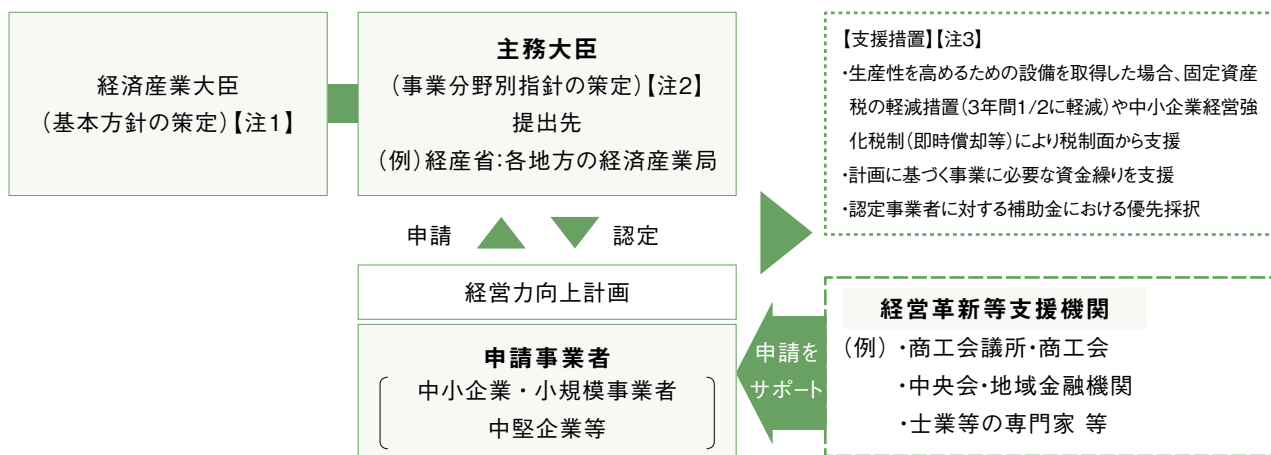 経済産業大臣
(基本方針の策定)【注1】
主務大臣
(事業分野別指針の策定)【注2】
提出先
(例)経産省:各地方の経済産業局
【支援措置】【注3】
・生産性を高めるための設備を取得した場合、固定資産
税の軽減措置(3年間1/2に軽減)や中小企業経営強
化税制(即時償却等)により税制面から支援
・計画に基づく事業に必要な資金繰りを支援
・認定事業者に対する補助金における優先採択
申請
認定
経営力向上計画
申請事業者
中小企業・小規模事業者
中堅企業等
申請を
サポート
経営革新等支援機関
(例)・商工会議所・商工会
・中央会・地域金融機関
・士業等の専門家 等